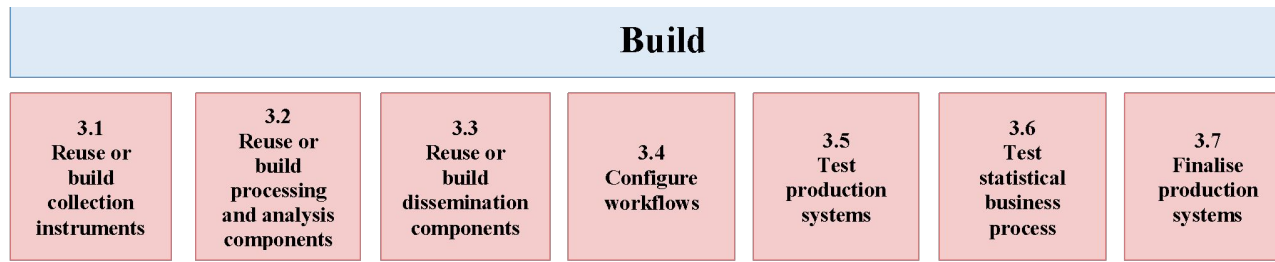 Build
3.1
Reuse or
build
collection
instruments
3.2
Reuse or
build
processing
and analysis
components
3.3
Reuse or
build
dissemination
components
3.4
Configure
workflows
3.5
Test
production
systems
3.6
Test
statistical
business
process
3.7
Finalise
production
systems